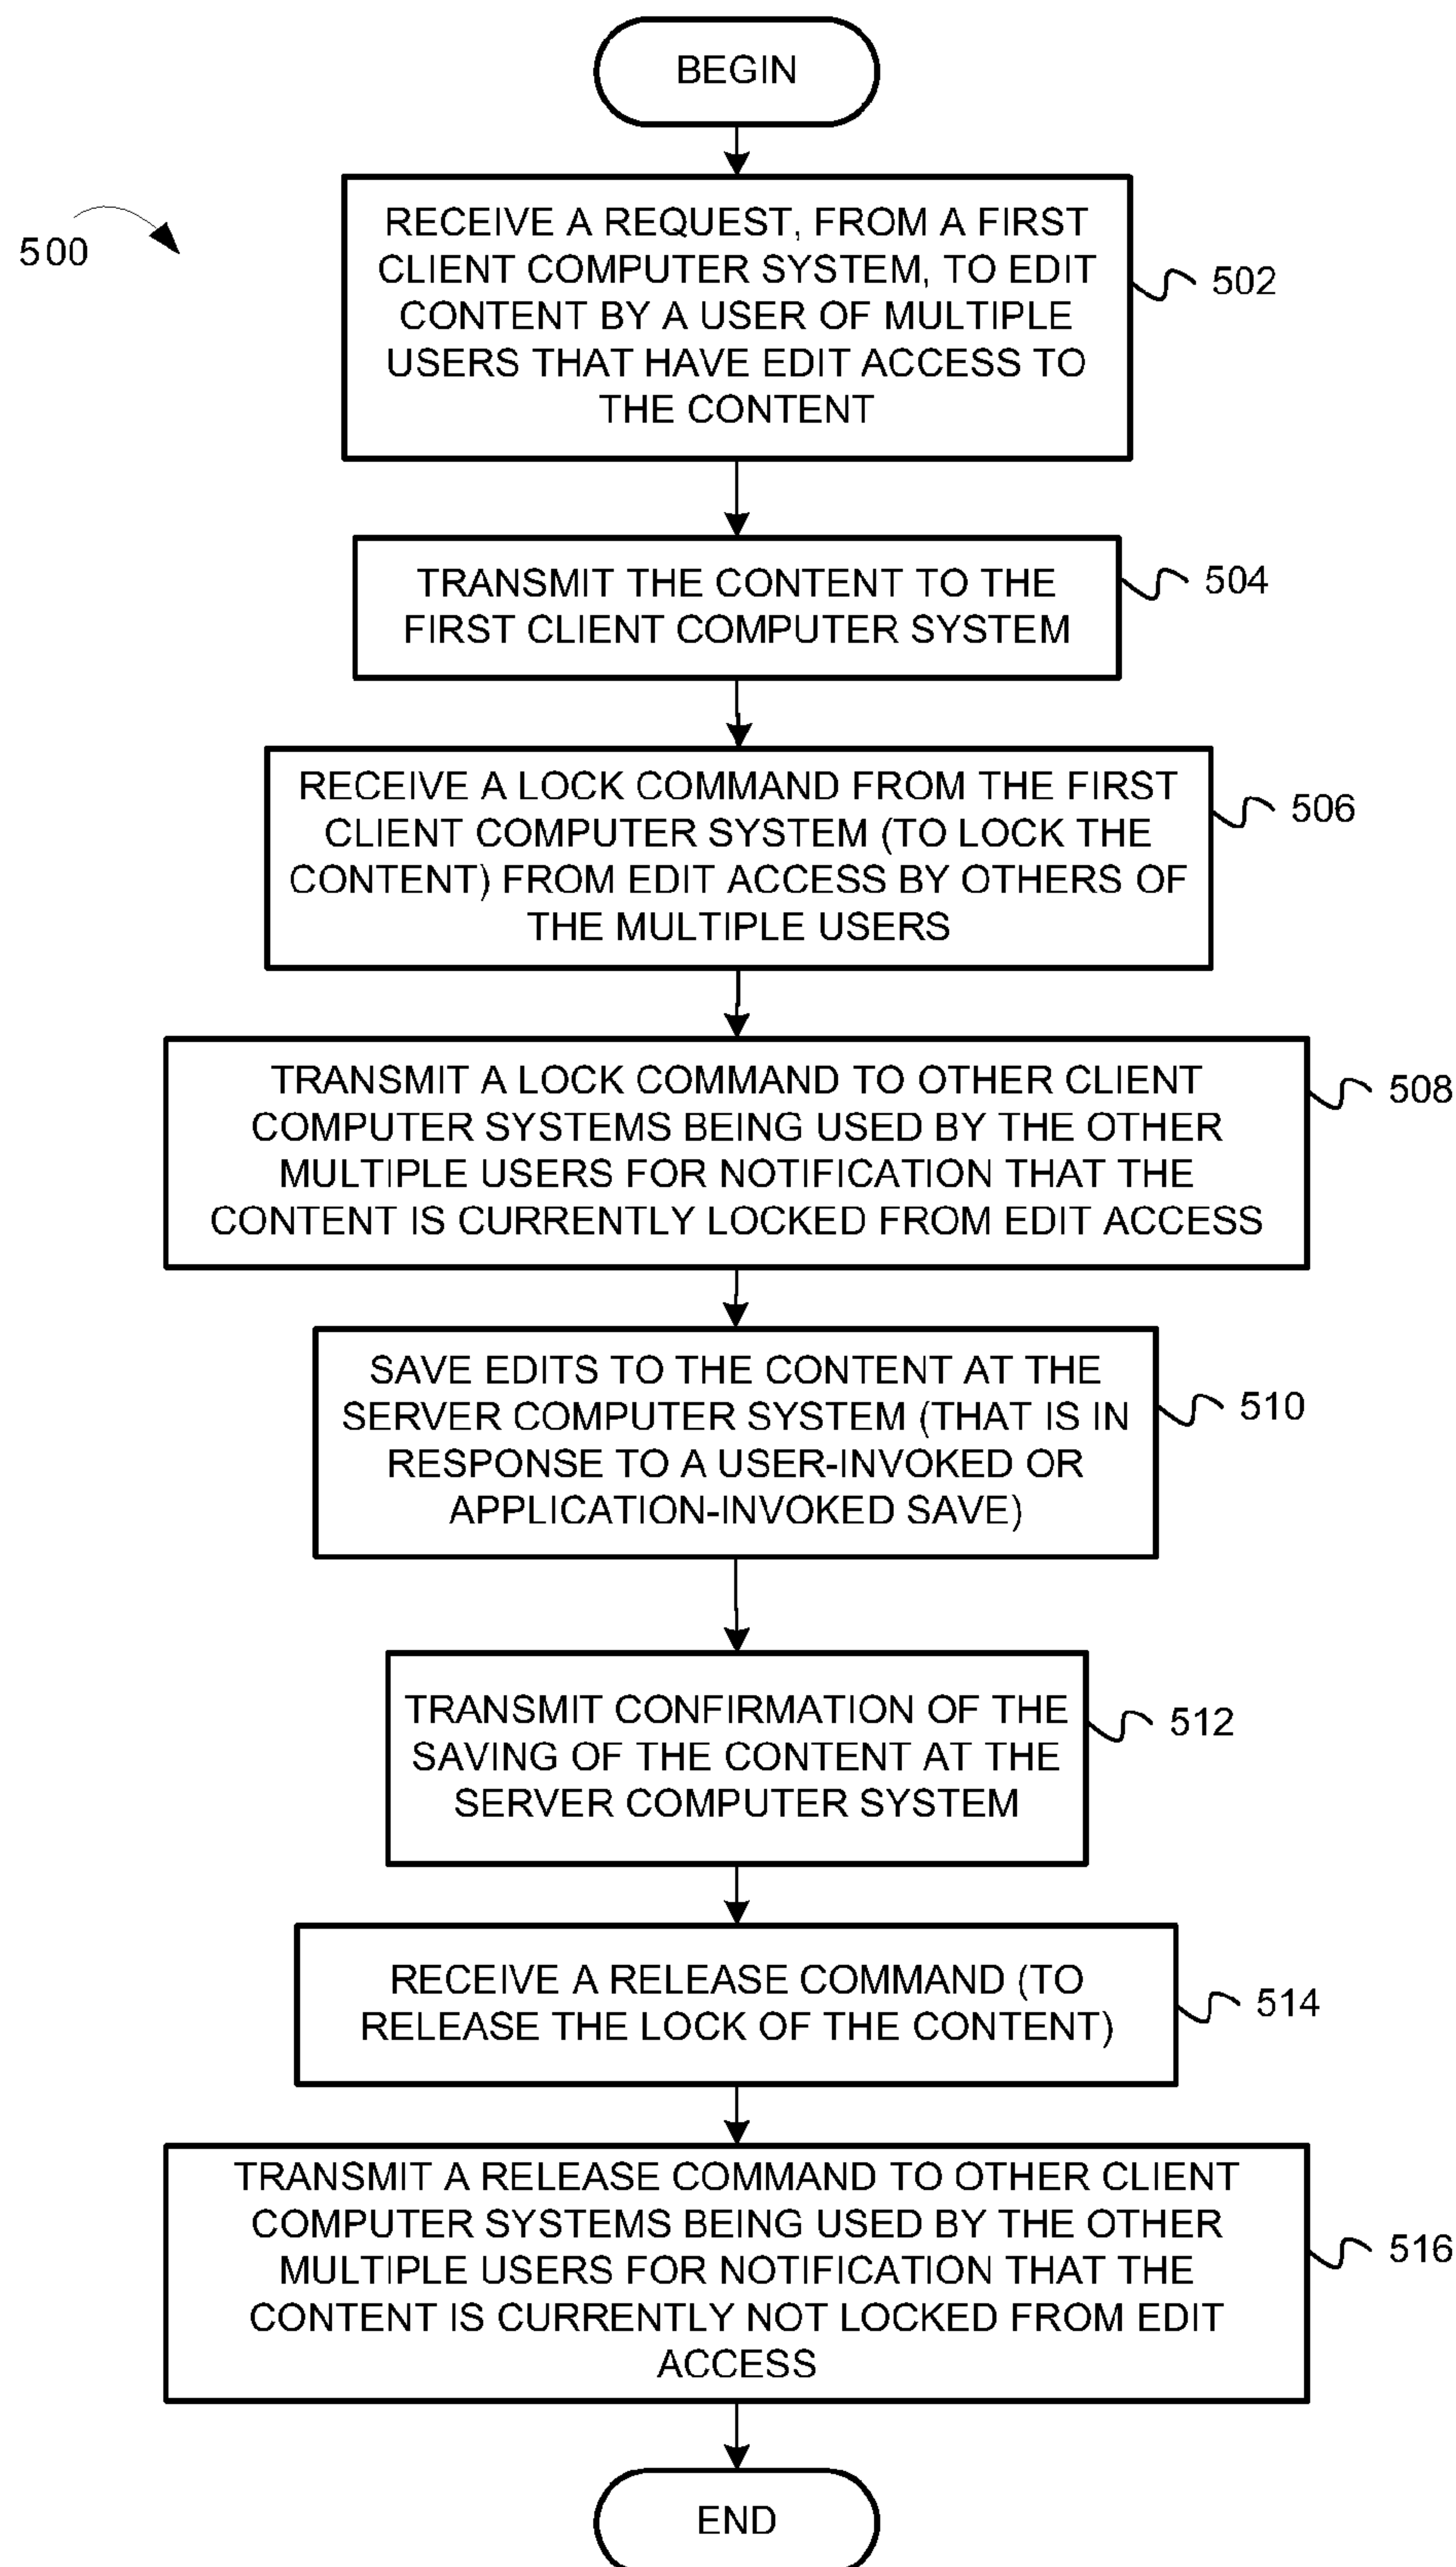 BEGIN
500
RECEIVE A REQUEST, FROM A FIRST
CLIENT COMPUTER SYSTEM, TO EDIT
CONTENT BY A USER OF MULTIPLE
USERS THAT HAVE EDIT ACCESS TO
THE CONTENT
502
TRANSMIT THE CONTENT TO THE
FIRST CLIENT COMPUTER SYSTEM
504
RECEIVE A LOCK COMMAND FROM THE FIRST
CLIENT COMPUTER SYSTEM (TO LOCK THE
CONTENT) FROM EDIT ACCESS BY OTHERS OF
THE MULTIPLE USERS
506
TRANSMIT A LOCK COMMAND TO OTHER CLIENT
COMPUTER SYSTEMS BEING USED BY THE OTHER
MULTIPLE USERS FOR NOTIFICATION THAT THE
CONTENT IS CURRENTLY LOCKED FROM EDIT ACCESS
508
SAVE EDITS TO THE CONTENT AT THE
SERVER COMPUTER SYSTEM (THAT IS IN
RESPONSE TO A USER-INVOKED OR
APPLICATION-INVOKED SAVE)
510
TRANSMIT CONFIRMATION OF THE
SAVING OF THE CONTENT AT THE
SERVER COMPUTER SYSTEM
512
RECEIVE A RELEASE COMMAND (TO
RELEASE THE LOCK OF THE CONTENT)
514
TRANSMIT A RELEASE COMMAND TO OTHER CLIENT
COMPUTER SYSTEMS BEING USED BY THE OTHER
MULTIPLE USERS FOR NOTIFICATION THAT THE
CONTENT IS CURRENTLY NOT LOCKED FROM EDIT
ACCESS
516
END